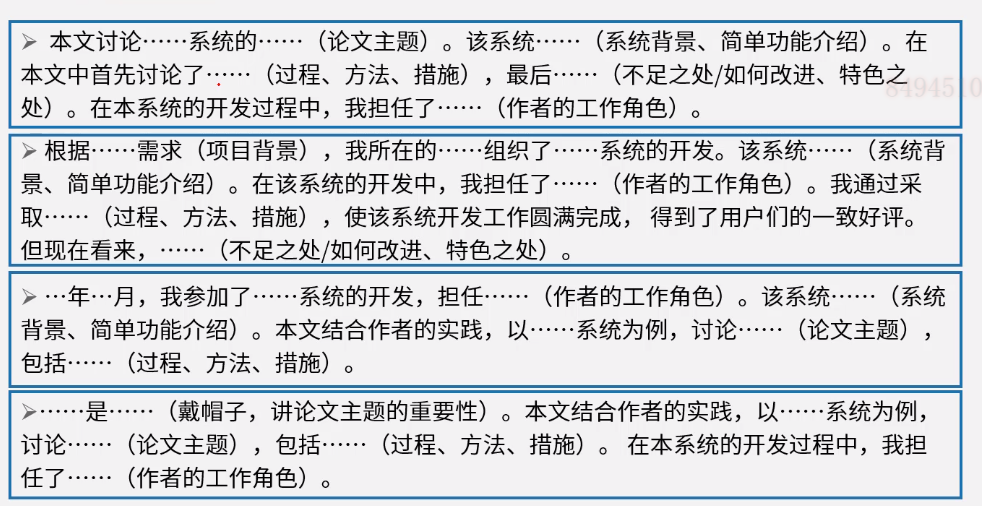 ➢ 本文讨论……系统的……（论文主题）。该系统……（系统背景、简单功能介绍）。在
本文中首先讨论了……（过程、方法、措施），最后……（不足之处/如何改进、特色之
处）。在本系统的开发过程中，我担任了……（作者的工作角色）。
8494510
➢ 根据……需求（项目背景），我所在的……组织了……系统的开发。该系统……（系统背
景、简单功能介绍）。在该系统的开发中，我担任了……（作者的工作角色）。我通过采
取……（过程、方法、措施），使该系统开发工作圆满完成， 得到了用户们的一致好评。
但现在看来，……（不足之处/如何改进、特色之处）。
➢ …年…月，我参加了……系统的开发，担任……（作者的工作角色）。该系统……（系统
背景、简单功能介绍）。本文结合作者的实践，以……系统为例，讨论……（论文主题），
包括……（过程、方法、措施）。
➢……是……（戴帽子，讲论文主题的重要性）。本文结合作者的实践，以……系统为例，
讨论……（论文主题），包括……（过程、方法、措施）。 在本系统的开发过程中，我担
任了……（作者的工作角色）。